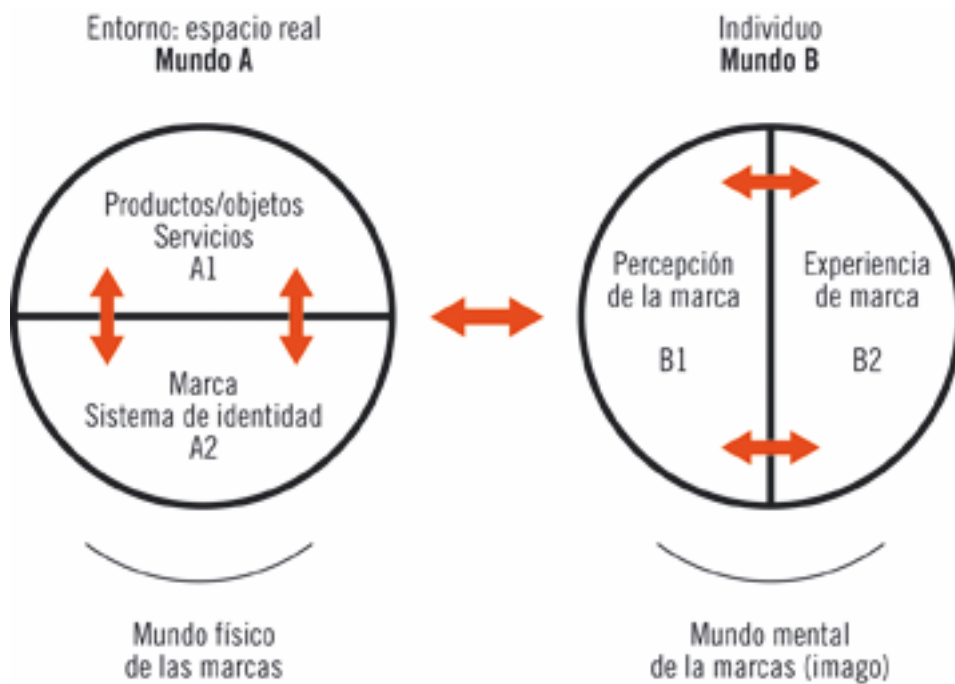 Entorno: espacio real
Mundo A
Productos/objetos
Servicios
A1
Marca
Sistema de identidad
A2
Mundo físico
de las marcas
Individuo
Mundo B
Percepción
de la marca
B1
Experiencia
de marca
B2
Mundo mental
de la marcas (imago)